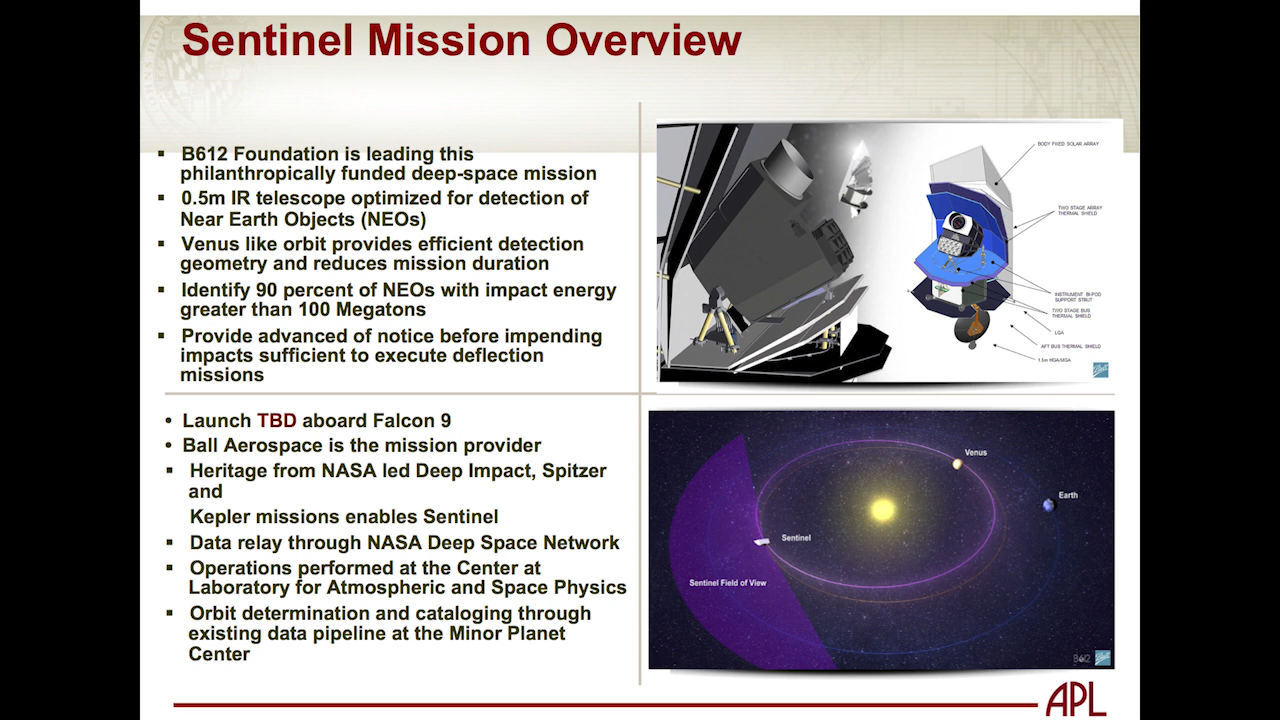 Sentinel Mission Overview
▪ B612 Foundation is leading this
philanthropically funded deep-space mission
▪ 0.5m IR telescope optimized for detection of
Near Earth Objects (NEOs)
▪ Venus like orbit provides efficient detection
geometry and reduces mission duration
▪ Identify 90 percent of NEOs with impact energy
greater than 100 Megatons
▪ Provide advanced of notice before impending
impacts sufficient to execute deflection
missions
BODY FIXED SOLAR ARRAY
TWO STAGE ARRAY
THERMAL SHIELD
INSTRUMENT BI-POD
SUPPORT STRUT
TWO STAGE BUS
THERMAL SHIELD
LGA
AFT BUS THERMAL SHIELD
1.5m HGA/MGA
Ball
• Launch TBD aboard Falcon 9
• Ball Aerospace is the mission provider
▪ Heritage from NASA led Deep Impact, Spitzer
and
Kepler missions enables Sentinel
▪ Data relay through NASA Deep Space Network
▪ Operations performed at the Center at
Laboratory for Atmospheric and Space Physics
▪ Orbit determination and cataloging through
existing data pipeline at the Minor Planet
Center
Venus
Earth
Sentinel
Sentinel Field of View
B612
Ball
APL